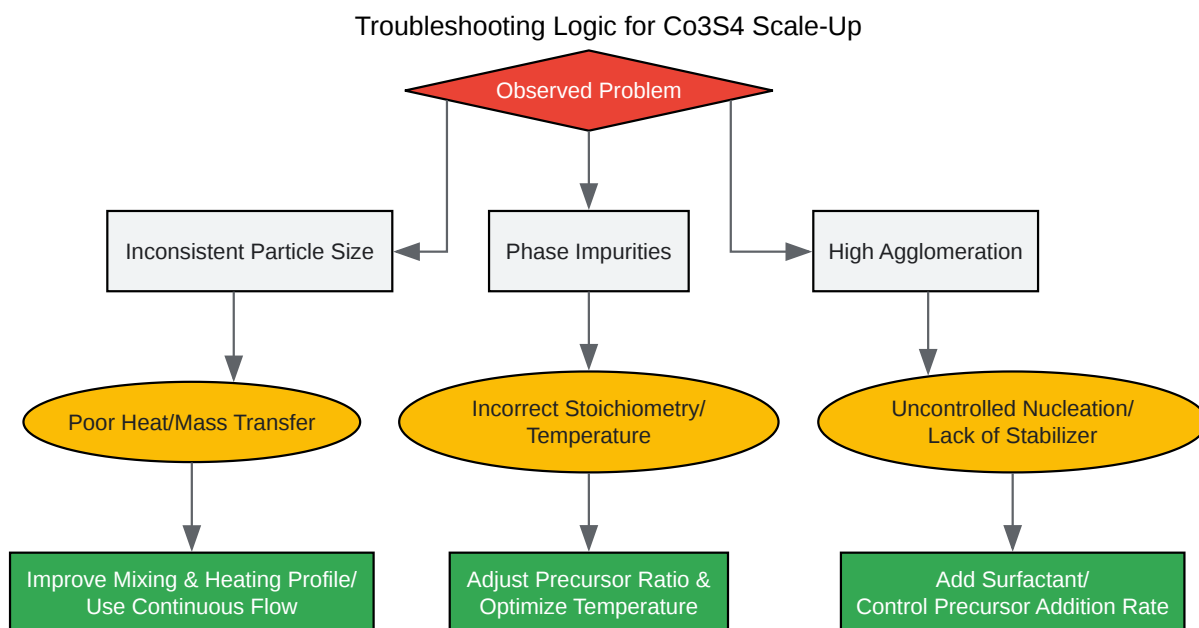 Troubleshooting Logic for Co3S4 Scale-Up
Observed Problem
Inconsistent Particle Size
Phase Impurities
High Agglomeration
Poor Heat/Mass Transfer
Incorrect Stoichiometry/
Temperature
Uncontrolled Nucleation/
Lack of Stabilizer
Improve Mixing & Heating Profile/
Use Continuous Flow
Adjust Precursor Ratio &
Optimize Temperature
Add Surfactant/
Control Precursor Addition Rate